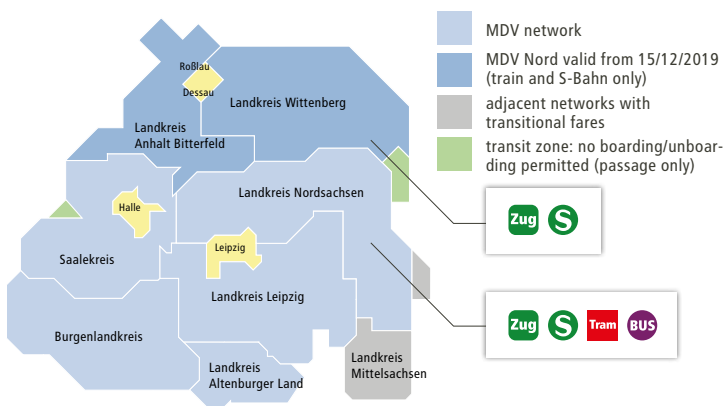 MDV network
MDV Nord valid from 15/12/2019
(train and S-Bahn only)
adjacent networks with
transitional fares
transit zone: no boarding/unboar-
ding permitted (passage only)
Roßlau
Dessau
Landkreis Wittenberg
Landkreis
Anhalt Bitterfeld
Landkreis Nordsachsen
Halle
Leipzig
Saalekreis
Landkreis Leipzig
Burgenlandkreis
Landkreis
Altenburger Land
Landkreis
Mittelsachsen
Zug S
Zug S Tram BUS